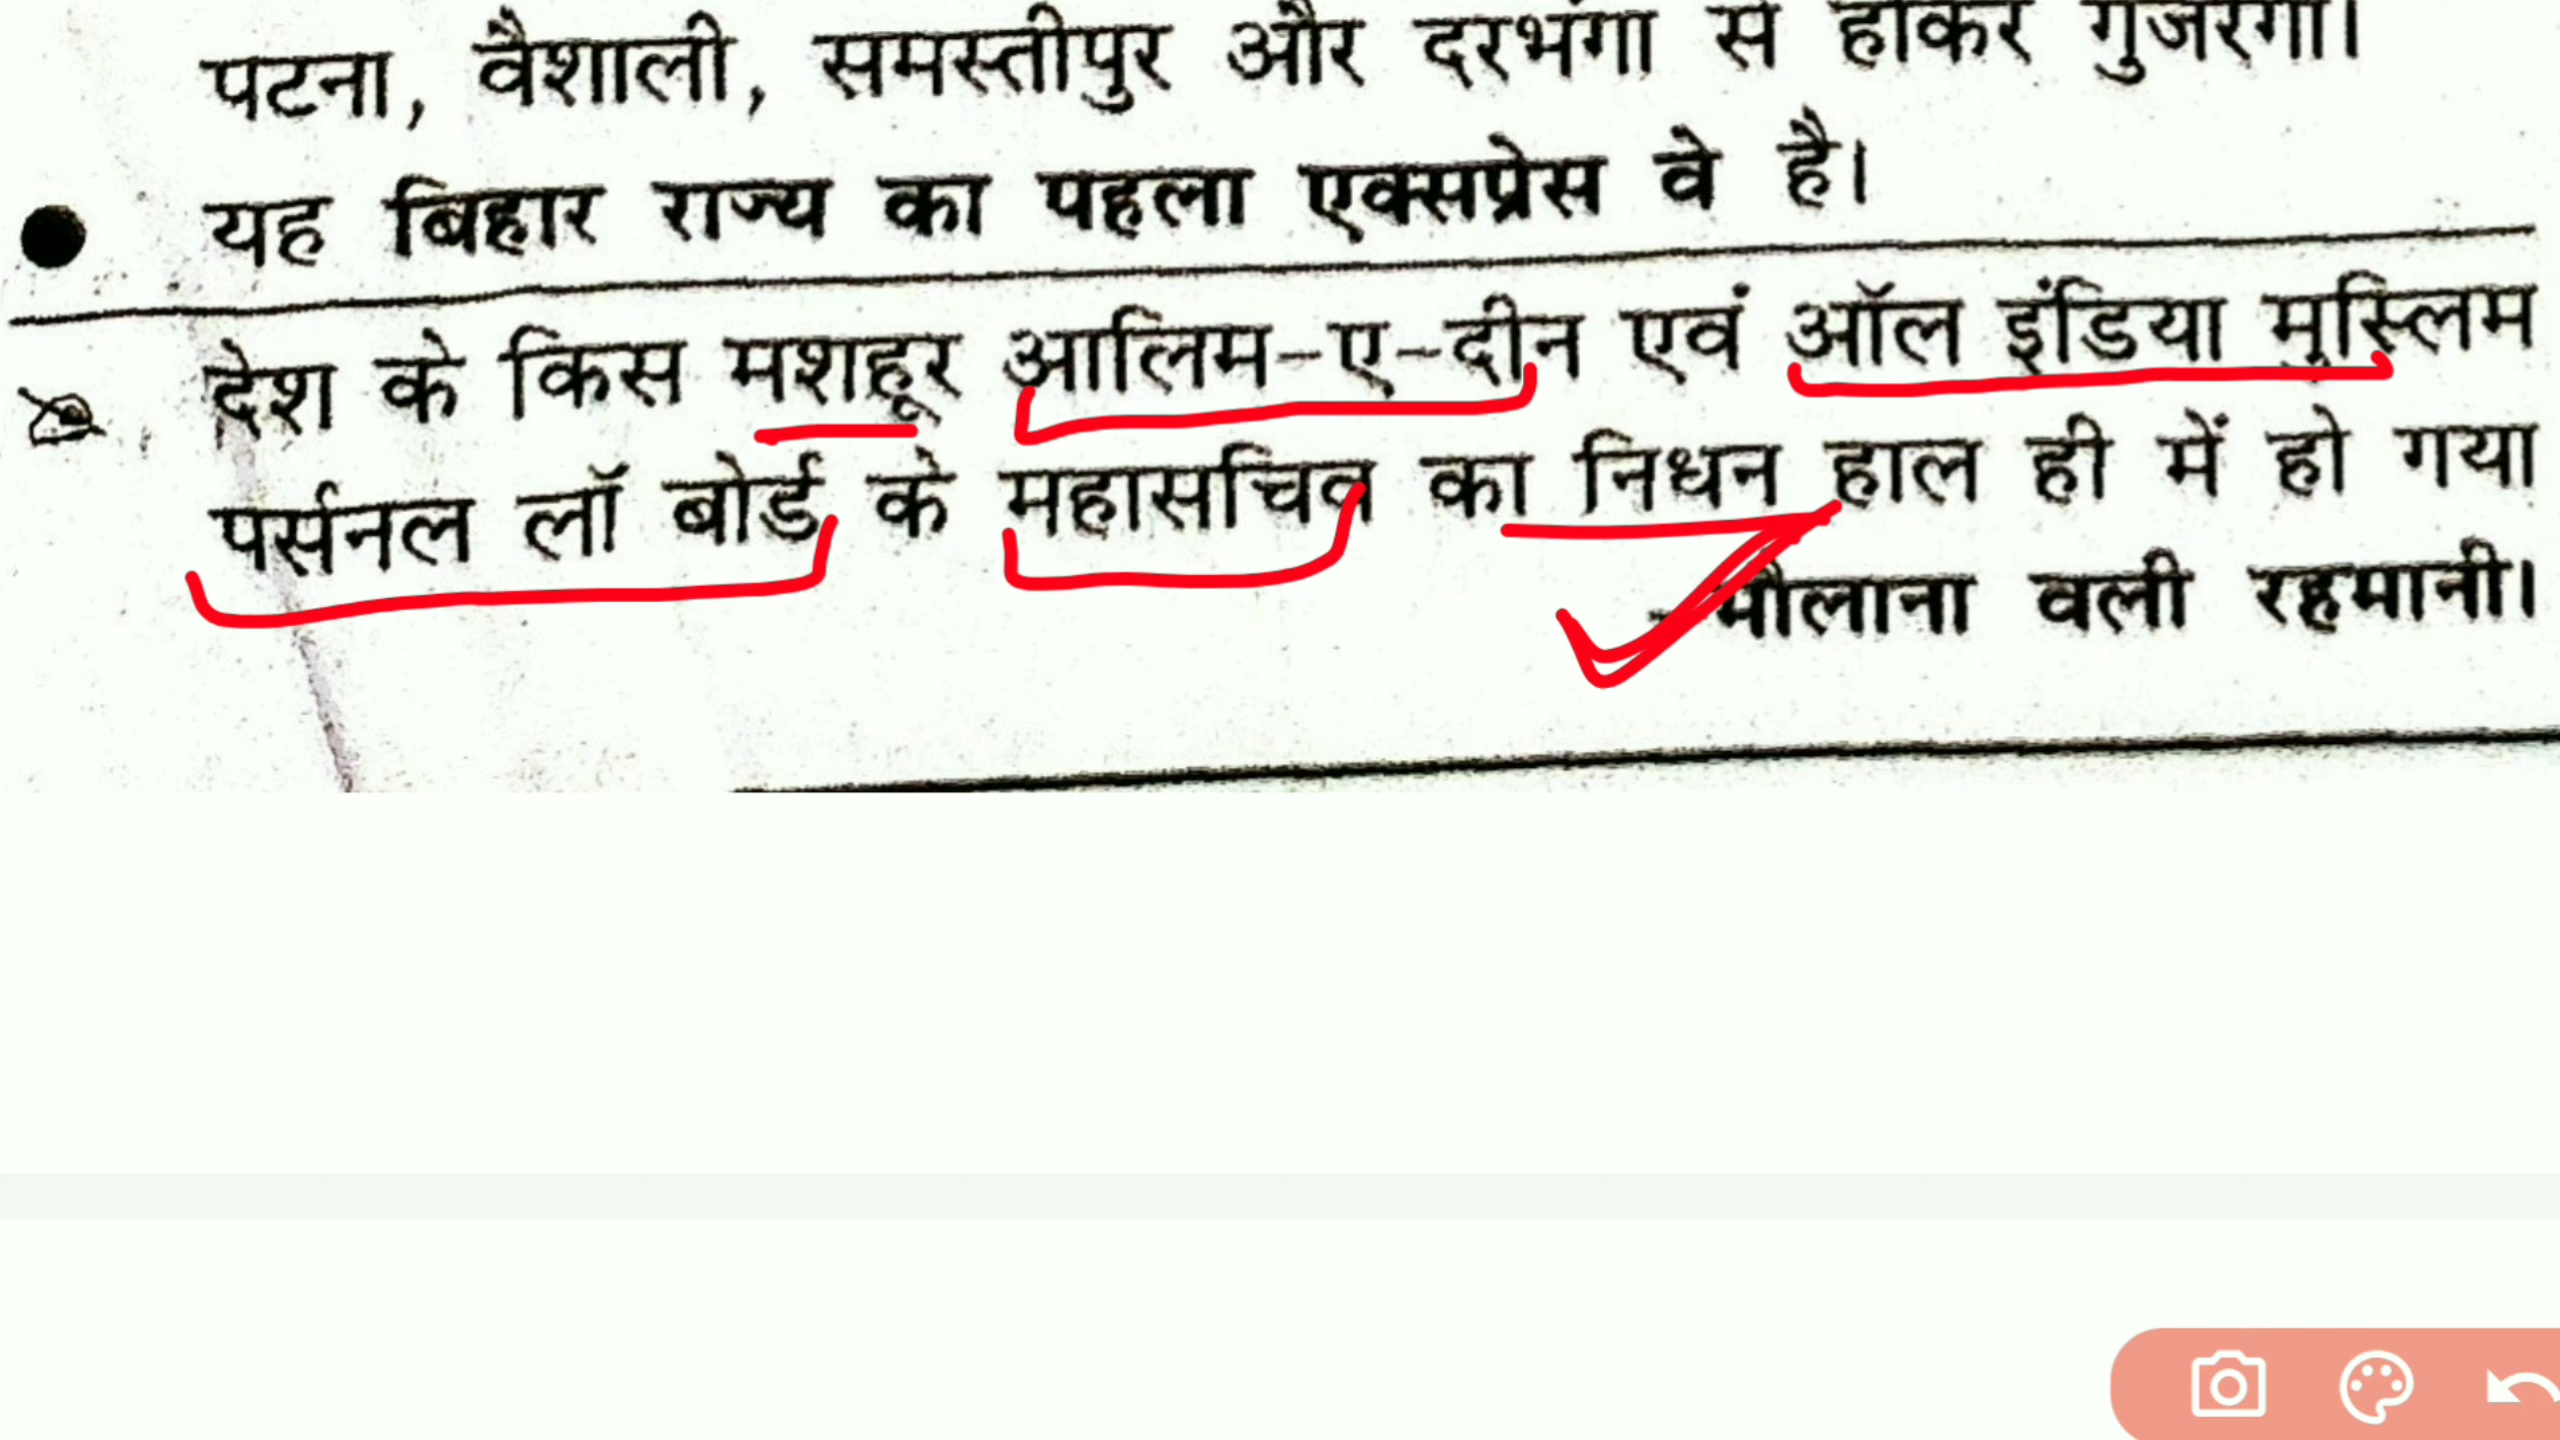 पटना, वैशाली, समस्तीपुर और दरभंगा से होकर गुजरेगा।
यह बिहार राज्य का पहला एक्सप्रेस वे है।
देश के किस मशहूर आलिम-ए-दीन एवं ऑल इंडिया मुस्लिम
पर्सनल लॉ बोर्ड के महासचिव का निधन हाल ही में हो गया
-मौलाना वली रहमानी।